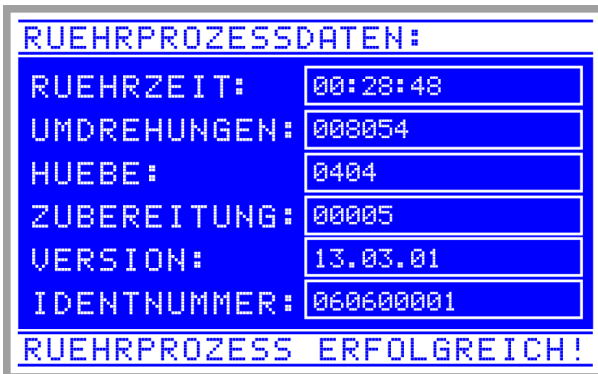 RUEHRPROZESSDATEN:
RUEHRZEIT: 00:28:48
UMDREHUNGEN: 008054
HUEBE: 0404
ZUBEREITUNG: 00005
VERSION: 13.03.01
IDENTNUMMER: 060600001
RUEHRPROZESS ERFOLGREICH!